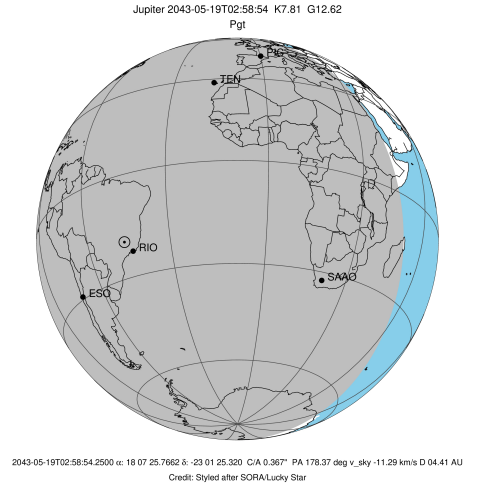 Jupiter 2043-05-19T02:58:54 K7.81 G12.62
Pgt
PIC
TEN
RIO
SAAO
ESO
2043-05-19T02:58:54.2500 α: 18 07 25.7662 δ: -23 01 25.320 C/A 0.367" PA 178.37 deg v_sky -11.29 km/s D 04.41 AU
Credit: Styled after SORA/Lucky Star